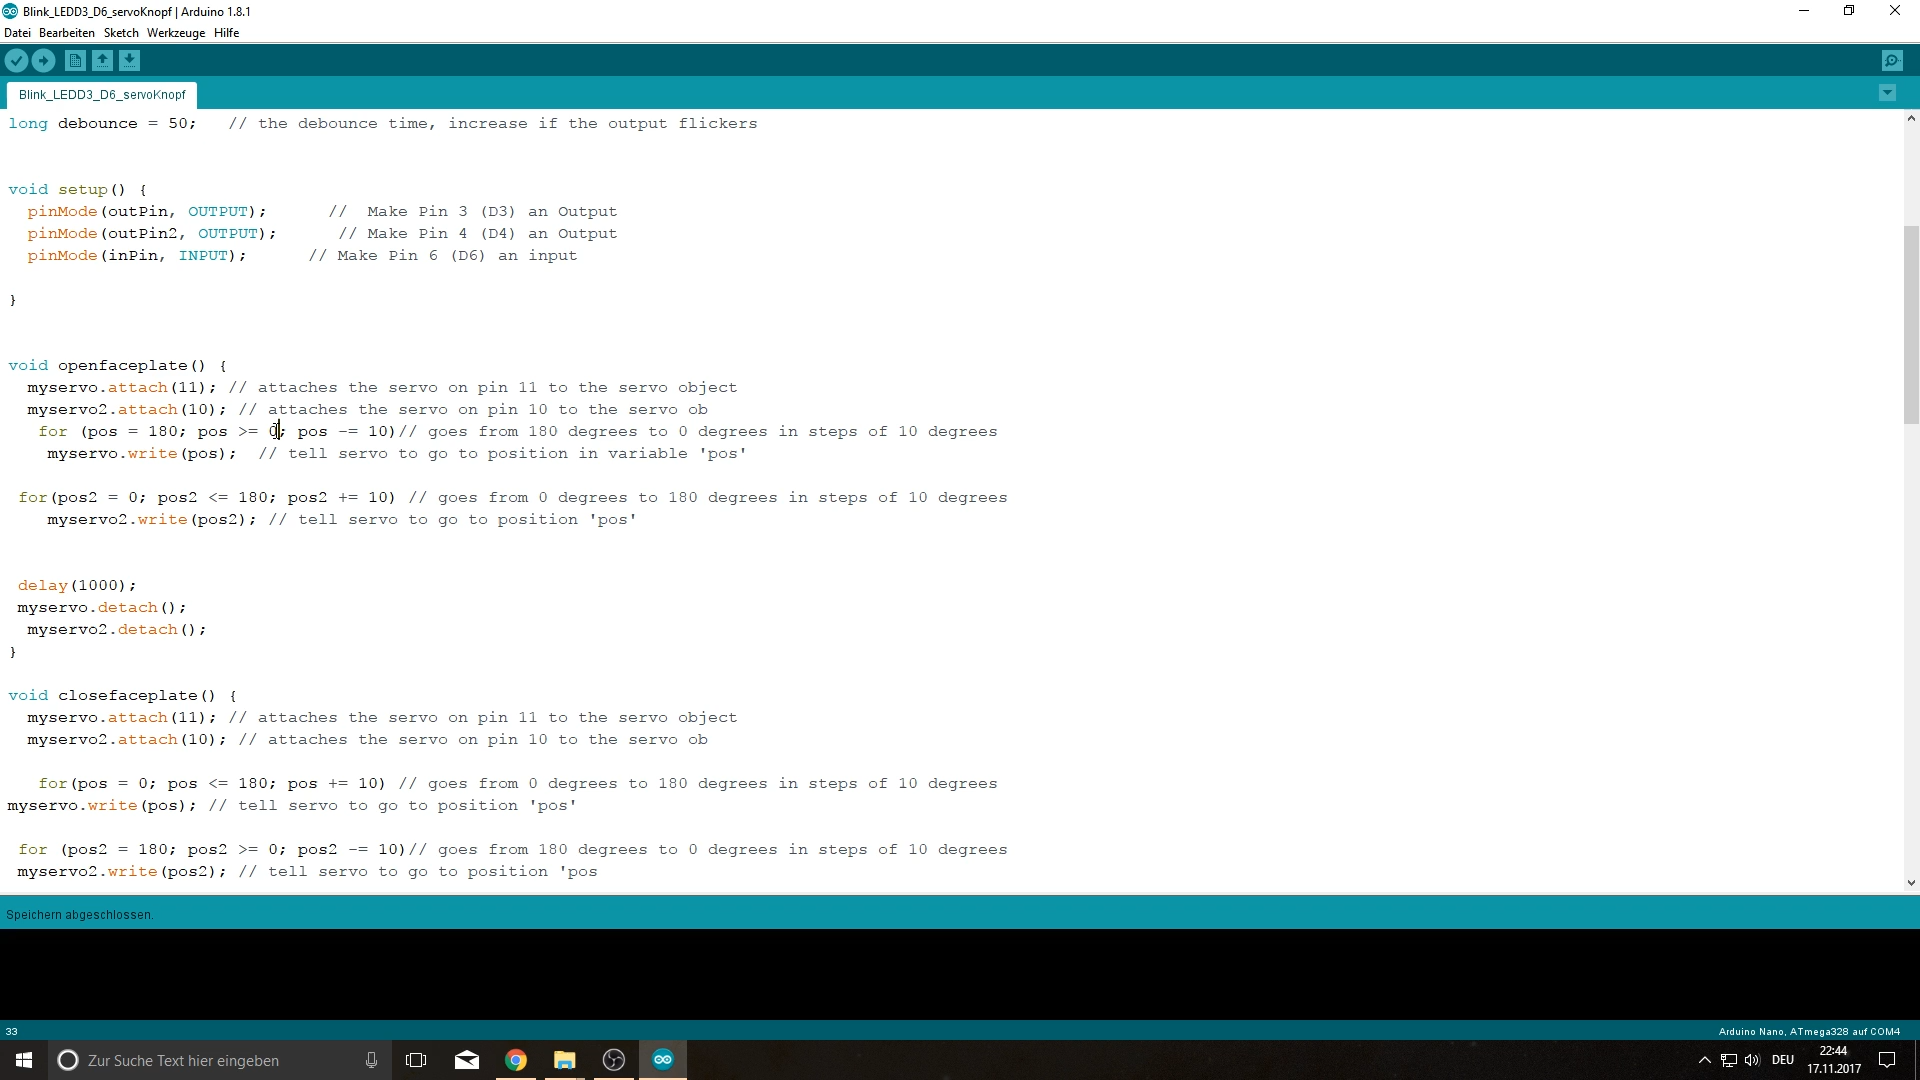 Blink_LEDD3_D6_servoKnopf | Arduino 1.8.1
Datei Bearbeiten Sketch Werkzeuge Hilfe
Blink_LEDD3_D6_servoKnopf
long debounce = 50;   // the debounce time, increase if the output flickers
void setup() {
pinMode(outPin, OUTPUT);      //  Make Pin 3 (D3) an Output
pinMode(outPin2, OUTPUT);      // Make Pin 4 (D4) an Output
pinMode(inPin, INPUT);      // Make Pin 6 (D6) an input
}
void openfaceplate() {
myservo.attach(11); // attaches the servo on pin 11 to the servo object
myservo2.attach(10); // attaches the servo on pin 10 to the servo ob
for (pos = 180; pos >= 0; pos -= 10)// goes from 180 degrees to 0 degrees in steps of 10 degrees
myservo.write(pos);  // tell servo to go to position in variable 'pos'
for(pos2 = 0; pos2 <= 180; pos2 += 10) // goes from 0 degrees to 180 degrees in steps of 10 degrees
myservo2.write(pos2); // tell servo to go to position 'pos'
delay(1000);
myservo.detach();
myservo2.detach();
}
void closefaceplate() {
myservo.attach(11); // attaches the servo on pin 11 to the servo object
myservo2.attach(10); // attaches the servo on pin 10 to the servo ob
for(pos = 0; pos <= 180; pos += 10) // goes from 0 degrees to 180 degrees in steps of 10 degrees
myservo.write(pos); // tell servo to go to position 'pos'
for (pos2 = 180; pos2 >= 0; pos2 -= 10)// goes from 180 degrees to 0 degrees in steps of 10 degrees
myservo2.write(pos2); // tell servo to go to position 'pos
Speichern abgeschlossen.
33
Arduino Nano, ATmega328 auf COM4
Zur Suche Text hier eingeben
DEU
22:44
17.11.2017